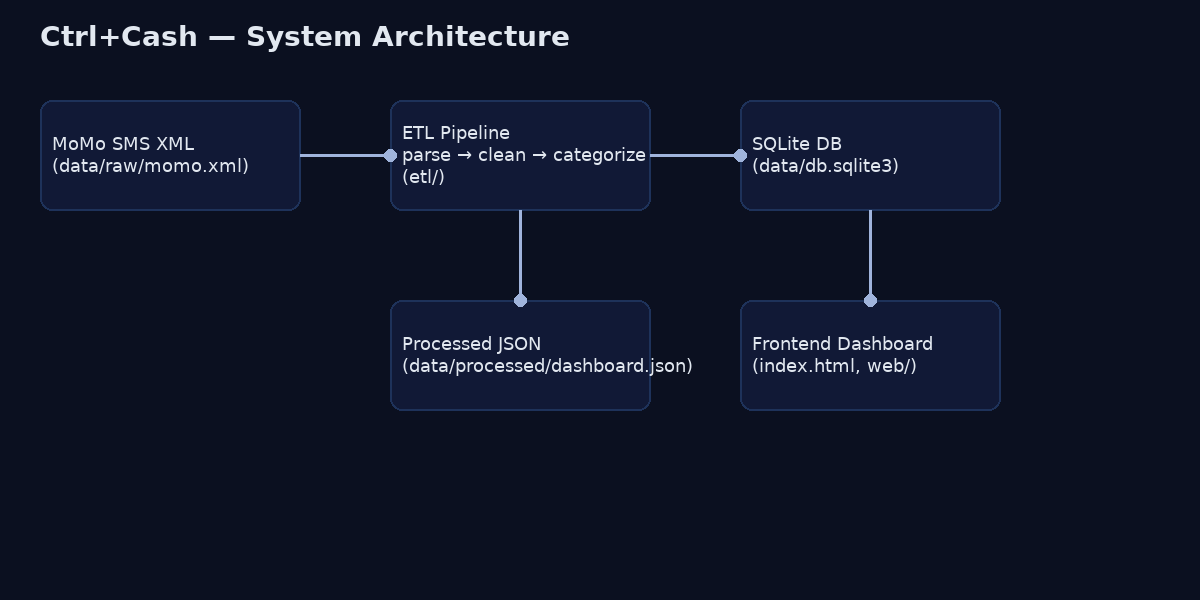 Ctrl+Cash — System Architecture
MoMo SMS XML
(data/raw/momo.xml)
ETL Pipeline
parse → clean → categorize
(etl/)
SQLite DB
(data/db.sqlite3)
Processed JSON
(data/processed/dashboard.json)
Frontend Dashboard
(index.html, web/)